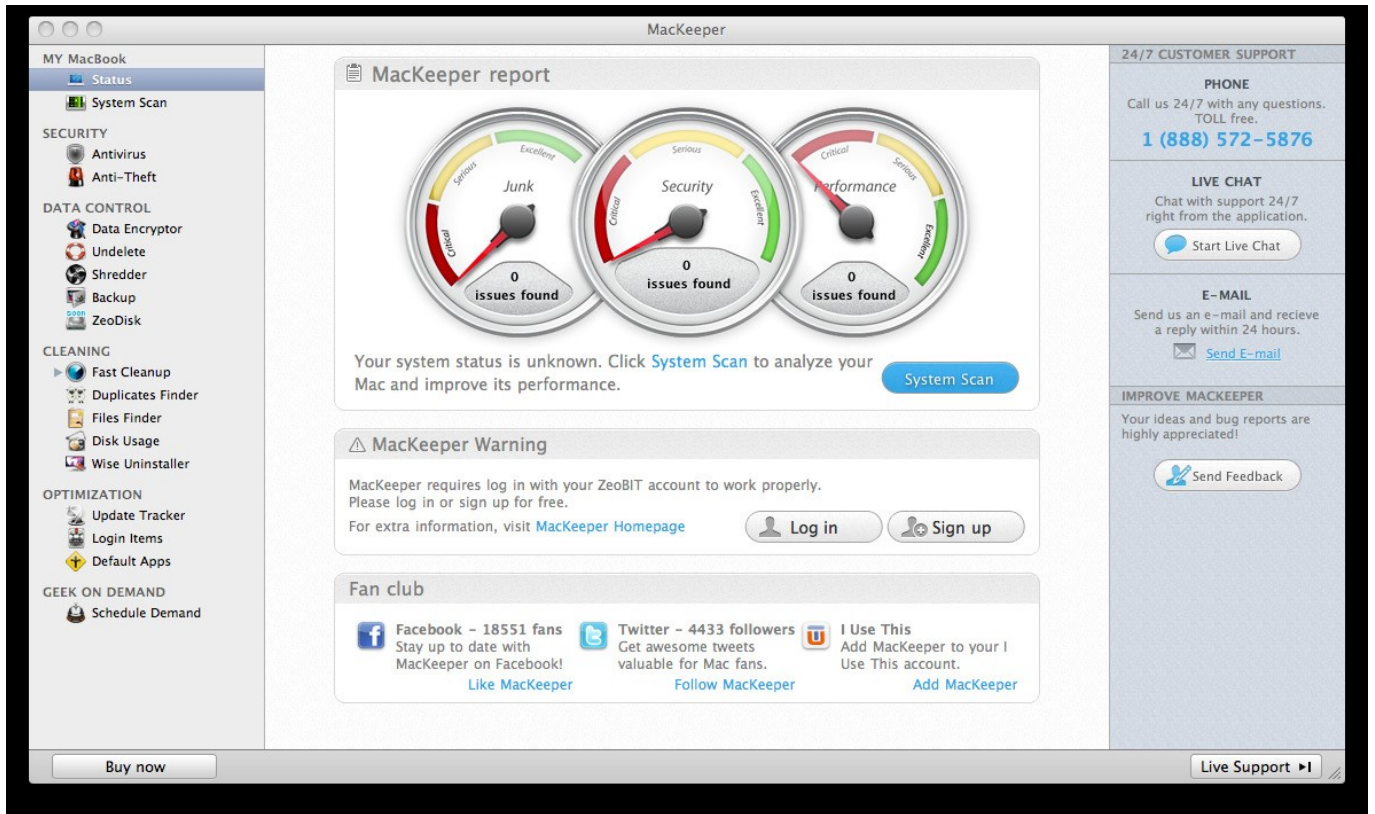 MacKeeper
MY MacBook
Status
System Scan
SECURITY
Antivirus
Anti-Theft
DATA CONTROL
Data Encryptor
Undelete
Shredder
Backup
soon
ZeoDisk
CLEANING
Fast Cleanup
Duplicates Finder
Files Finder
Disk Usage
Wise Uninstaller
OPTIMIZATION
Update Tracker
Login Items
Default Apps
GEEK ON DEMAND
Schedule Demand
Buy now
MacKeeper report
Critical
Serious
Excellent
Junk
0
issues found
Critical
Serious
Excellent
Security
0
issues found
Critical
Serious
Excellent
Performance
0
issues found
Your system status is unknown. Click System Scan to analyze your
Mac and improve its performance.
System Scan
MacKeeper Warning
MacKeeper requires log in with your ZeoBIT account to work properly.
Please log in or sign up for free.
For extra information, visit MacKeeper Homepage
Log in
Sign up
Fan club
Facebook - 18551 fans
Stay up to date with
MacKeeper on Facebook!
Like MacKeeper
Twitter - 4433 followers
Get awesome tweets
valuable for Mac fans.
Follow MacKeeper
I Use This
Add MacKeeper to your I
Use This account.
Add MacKeeper
24/7 CUSTOMER SUPPORT
PHONE
Call us 24/7 with any questions.
TOLL free.
1 (888) 572-5876
LIVE CHAT
Chat with support 24/7
right from the application.
Start Live Chat
E-MAIL
Send us an e-mail and recieve
a reply within 24 hours.
Send E-mail
IMPROVE MACKEEPER
Your ideas and bug reports are
highly appreciated!
Send Feedback
Live Support